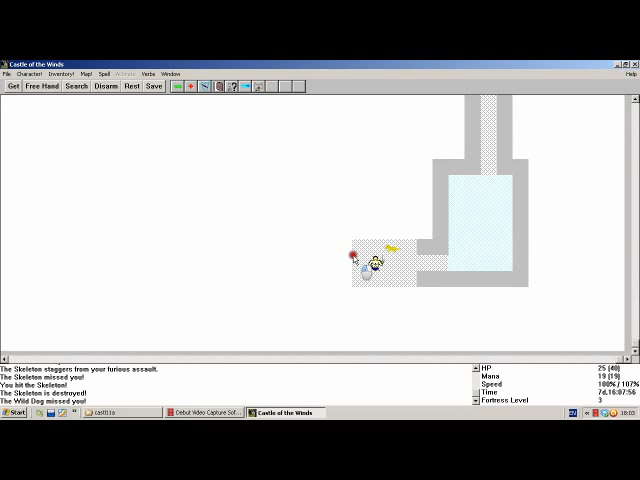 Castle of the Winds
File Character! Inventory! Map! Spell Activate Verbs Window Help
Get Free Hand Search Disarm Rest Save
The Skeleton staggers from your furious assault.
The Skeleton missed you!
You hit the Skeleton!
The Skeleton is destroyed!
The Wild Dog missed you!
HP 25 (40)
Mana 19 (19)
Speed 100% / 107%
Time 7d,16:07:56
Fortress Level 3
Start castl1a Debut Video Capture Sof... Castle of the Winds EN 18:03